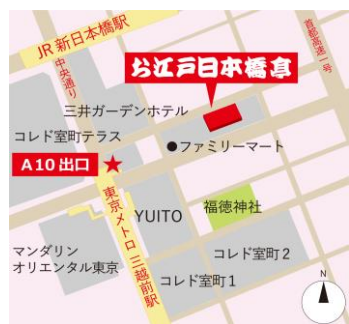 JR 新日本橋駅
中央通り
首都高速一号
お江戸日本橋亭
三井ガーデンホテル
コレド室町テラス
●ファミリーマート
A10 出口
東京メトロ 三越前駅
YUITO
福徳神社
マンダリン
オリエンタル東京
コレド室町2
コレド室町1
N